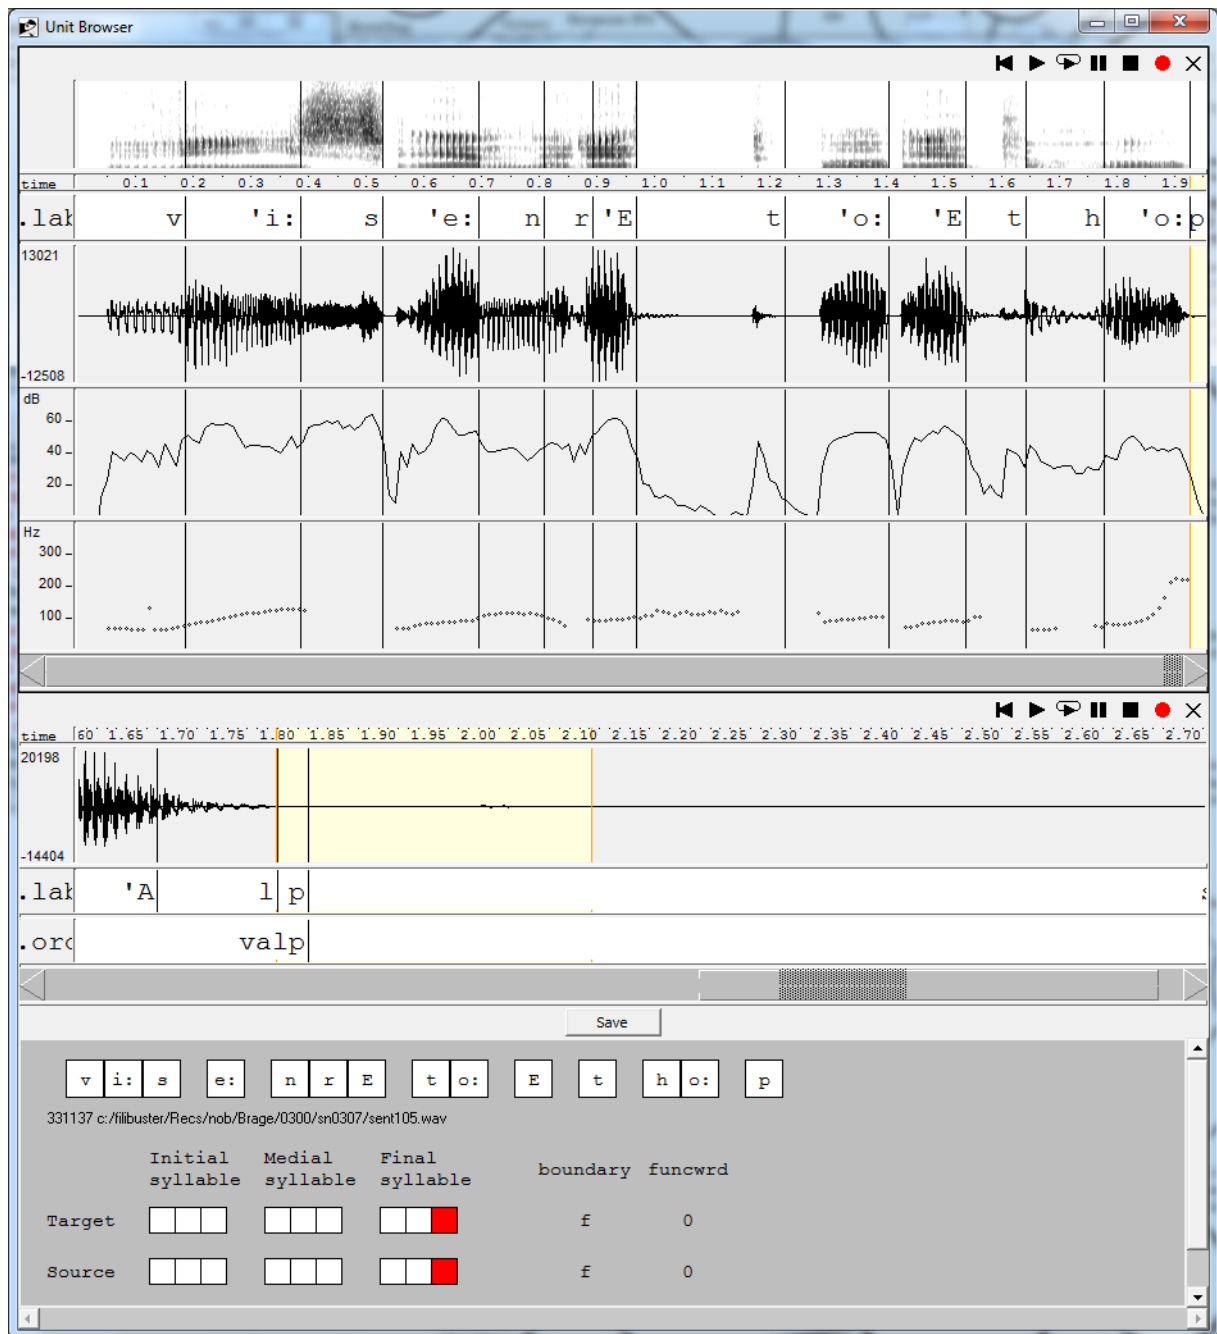 Unit Browser
time 0.1 0.2 0.3 0.4 0.5 0.6 0.7 0.8 0.9 1.0 1.1 1.2 1.3 1.4 1.5 1.6 1.7 1.8 1.9
.lab v 'i: s 'e: n r 'E t 'o: 'E t h 'o: p
13021
-12508
dB
60
40
20
Hz
300
200
100
time 60 1.65 1.70 1.75 1.80 1.85 1.90 1.95 2.00 2.05 2.10 2.15 2.20 2.25 2.30 2.35 2.40 2.45 2.50 2.55 2.60 2.65 2.70
20198
-14404
.lab 'A l p
.orc valp
Save
v i: s e: n r E t o: E t h o: p
331137 c:/filibuster/Recs/nob/Brage/0300/sn0307/sent105.wav
Initial Medial Final
syllable syllable syllable boundary funcwrd
Target f 0
Source f 0